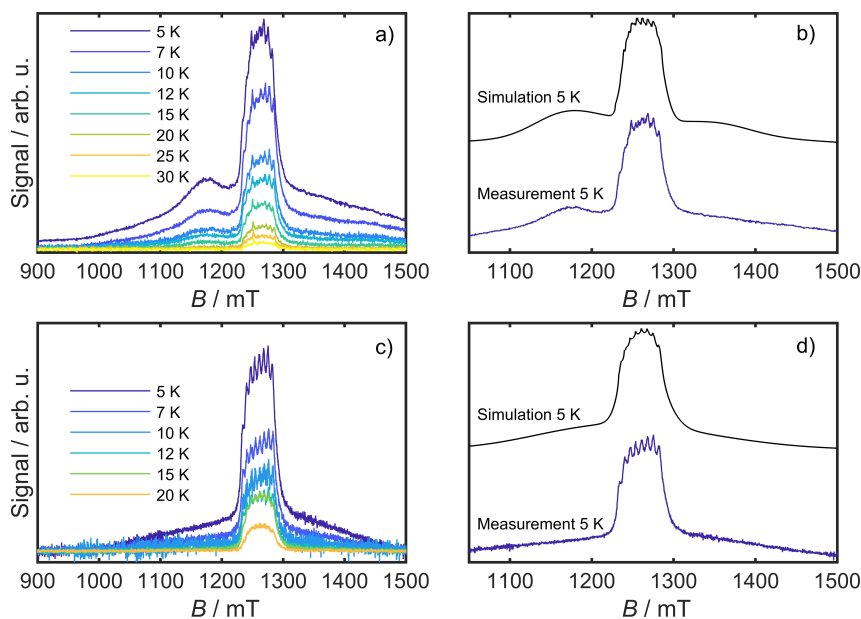 a)
5 K
7 K
10 K
12 K
15 K
20 K
25 K
30 K
Signal / arb. u.
900 1000 1100 1200 1300 1400 1500
B / mT
b)
Simulation 5 K
Measurement 5 K
1100 1200 1300 1400 1500
B / mT
c)
5 K
7 K
10 K
12 K
15 K
20 K
Signal / arb. u.
900 1000 1100 1200 1300 1400 1500
B / mT
d)
Simulation 5 K
Measurement 5 K
1100 1200 1300 1400 1500
B / mT